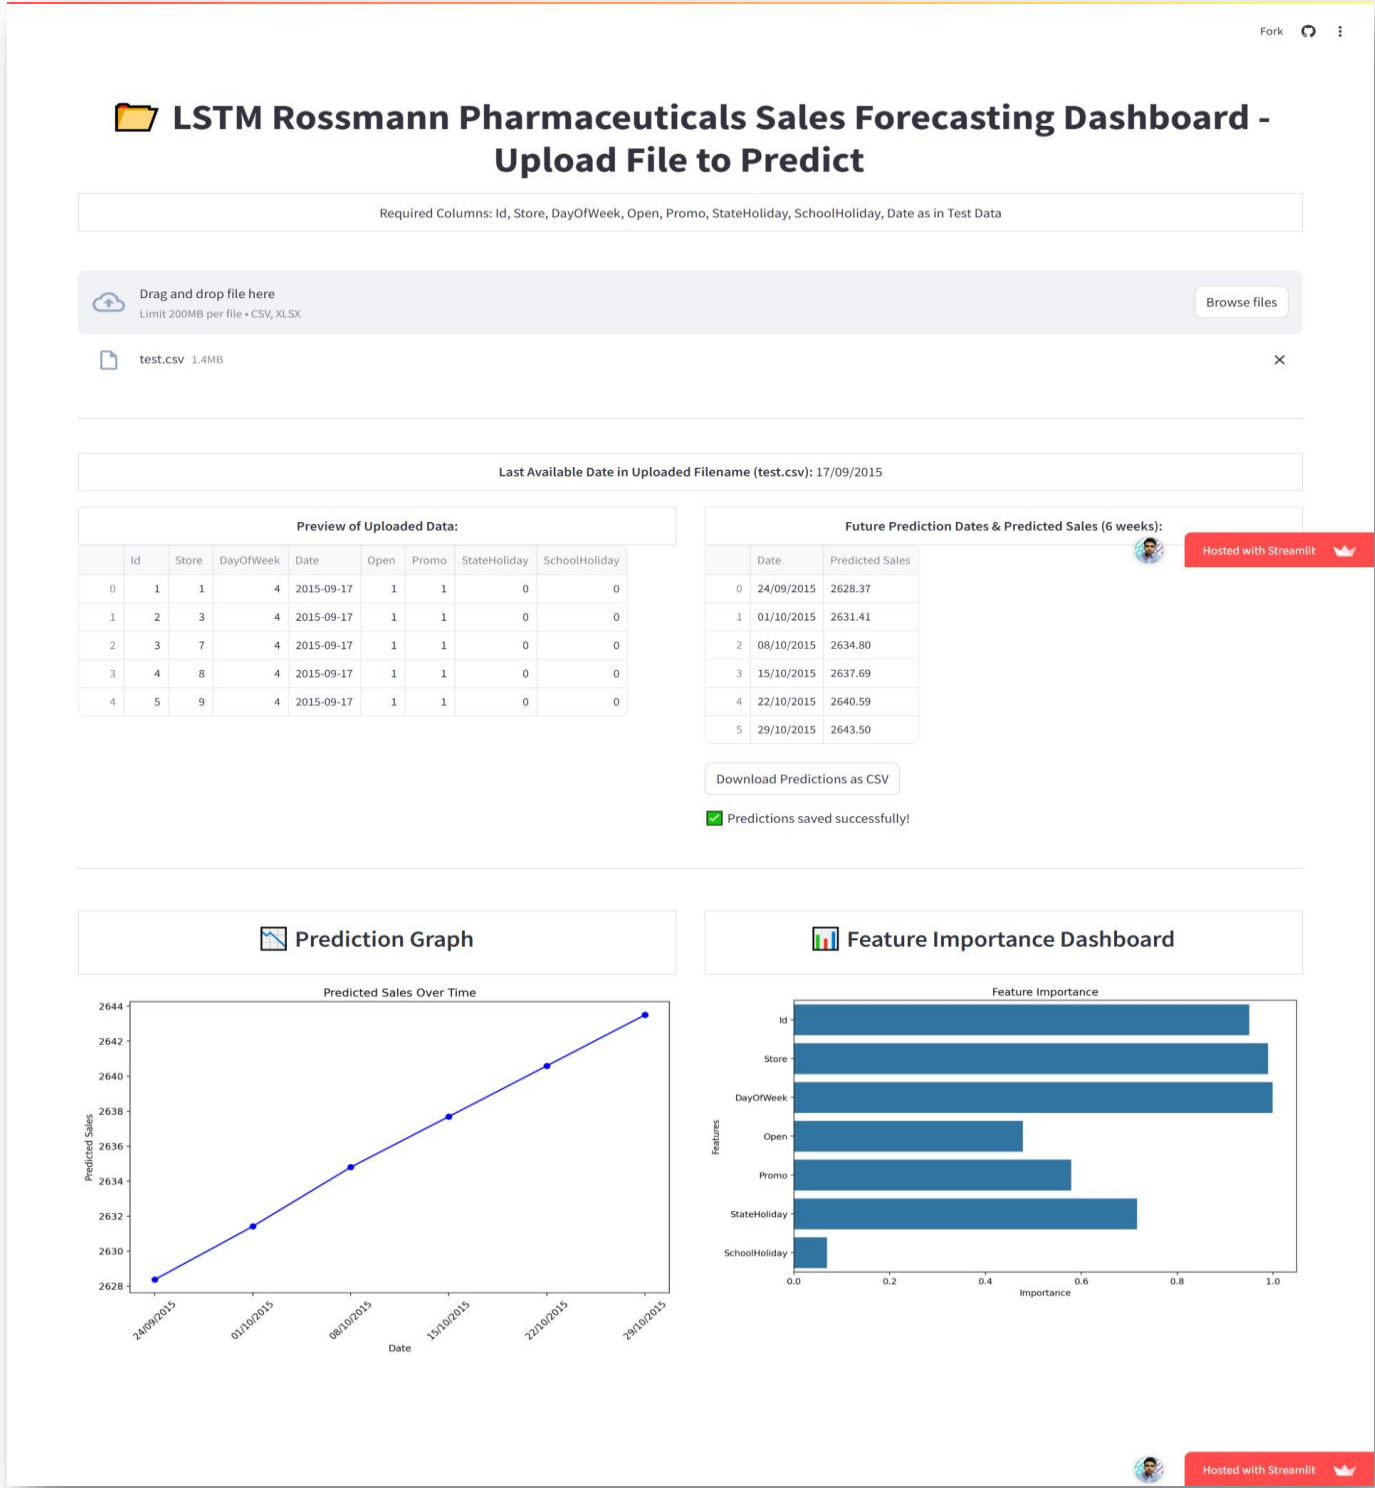 Fork
LSTM Rossmann Pharmaceuticals Sales Forecasting Dashboard -
Upload File to Predict
Required Columns: Id, Store, DayOfWeek, Open, Promo, StateHoliday, SchoolHoliday, Date as in Test Data
Drag and drop file here
Limit 200MB per file • CSV, XLSX
Browse files
test.csv 1.4MB
Last Available Date in Uploaded Filename (test.csv): 17/09/2015
Preview of Uploaded Data:
Id Store DayOfWeek Date Open Promo StateHoliday SchoolHoliday
0 1 1 4 2015-09-17 1 1 0 0
1 2 3 4 2015-09-17 1 1 0 0
2 3 7 4 2015-09-17 1 1 0 0
3 4 8 4 2015-09-17 1 1 0 0
4 5 9 4 2015-09-17 1 1 0 0
Future Prediction Dates & Predicted Sales (6 weeks):
Hosted with Streamlit
Date Predicted Sales
0 24/09/2015 2628.37
1 01/10/2015 2631.41
2 08/10/2015 2634.80
3 15/10/2015 2637.69
4 22/10/2015 2640.59
5 29/10/2015 2643.50
Download Predictions as CSV
Predictions saved successfully!
Prediction Graph
Predicted Sales Over Time
Predicted Sales
2644
2642
2640
2638
2636
2634
2632
2630
2628
24/09/2015 01/10/2015 08/10/2015 15/10/2015 22/10/2015 29/10/2015
Date
Feature Importance Dashboard
Feature Importance
Features
Id
Store
DayOfWeek
Open
Promo
StateHoliday
SchoolHoliday
0.0 0.2 0.4 0.6 0.8 1.0
Importance
Hosted with Streamlit